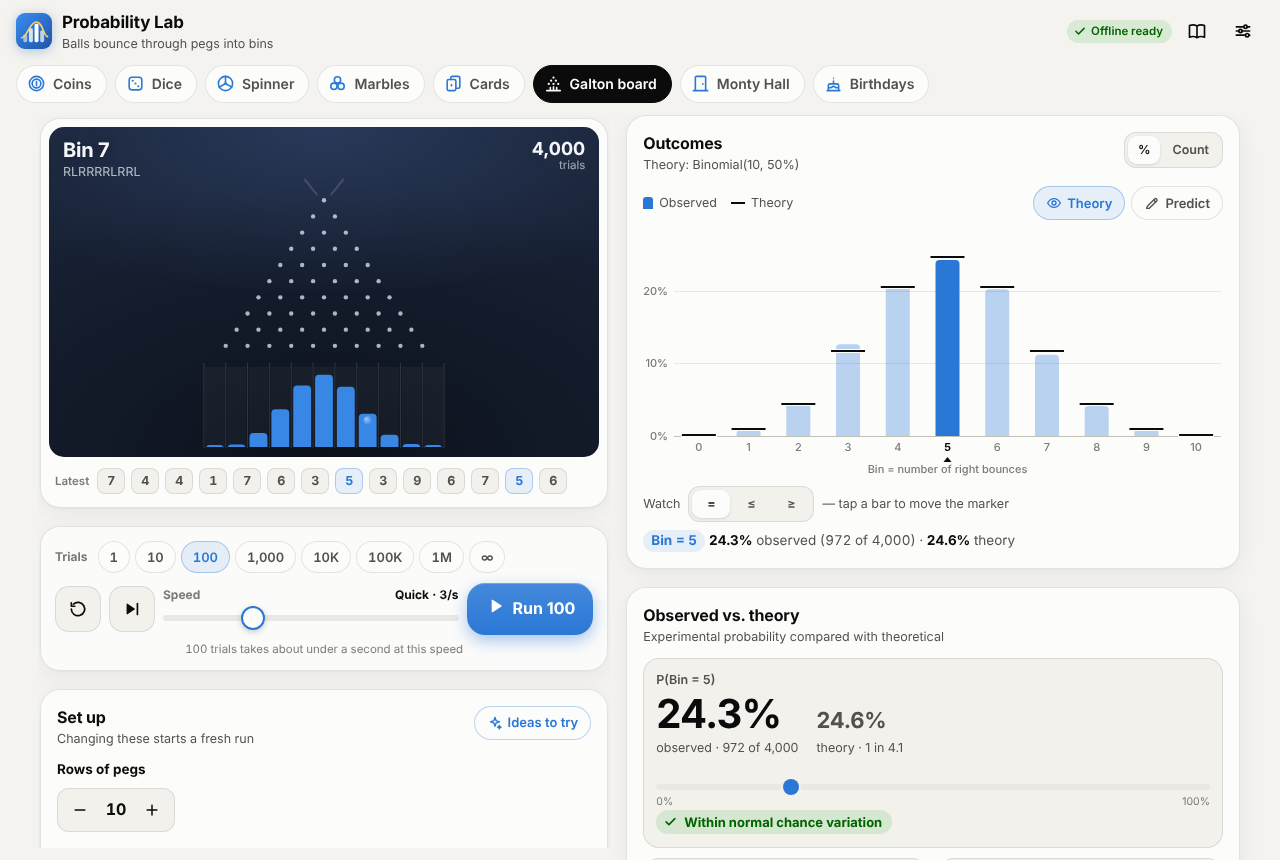 Probability Lab
Balls bounce through pegs into bins
Offline ready
Coins
Dice
Spinner
Marbles
Cards
Galton board
Monty Hall
Birthdays
Bin 7
RLRRRRLRRL
4,000
trials
Latest 7 4 4 1 7 6 3 5 3 9 6 7 5 6
Trials 1 10 100 1,000 10K 100K 1M ∞
Speed Quick · 3/s
Run 100
100 trials takes about under a second at this speed
Set up
Changing these starts a fresh run
Ideas to try
Rows of pegs
− 10 +
Outcomes
Theory: Binomial(10, 50%)
% Count
Observed Theory
Theory Predict
20%
10%
0%
0 1 2 3 4 5 6 7 8 9 10
Bin = number of right bounces
Watch = ≤ ≥ — tap a bar to move the marker
Bin = 5 24.3% observed (972 of 4,000) · 24.6% theory
Observed vs. theory
Experimental probability compared with theoretical
P(Bin = 5)
24.3% 24.6%
observed · 972 of 4,000 theory · 1 in 4.1
0% 100%
Within normal chance variation